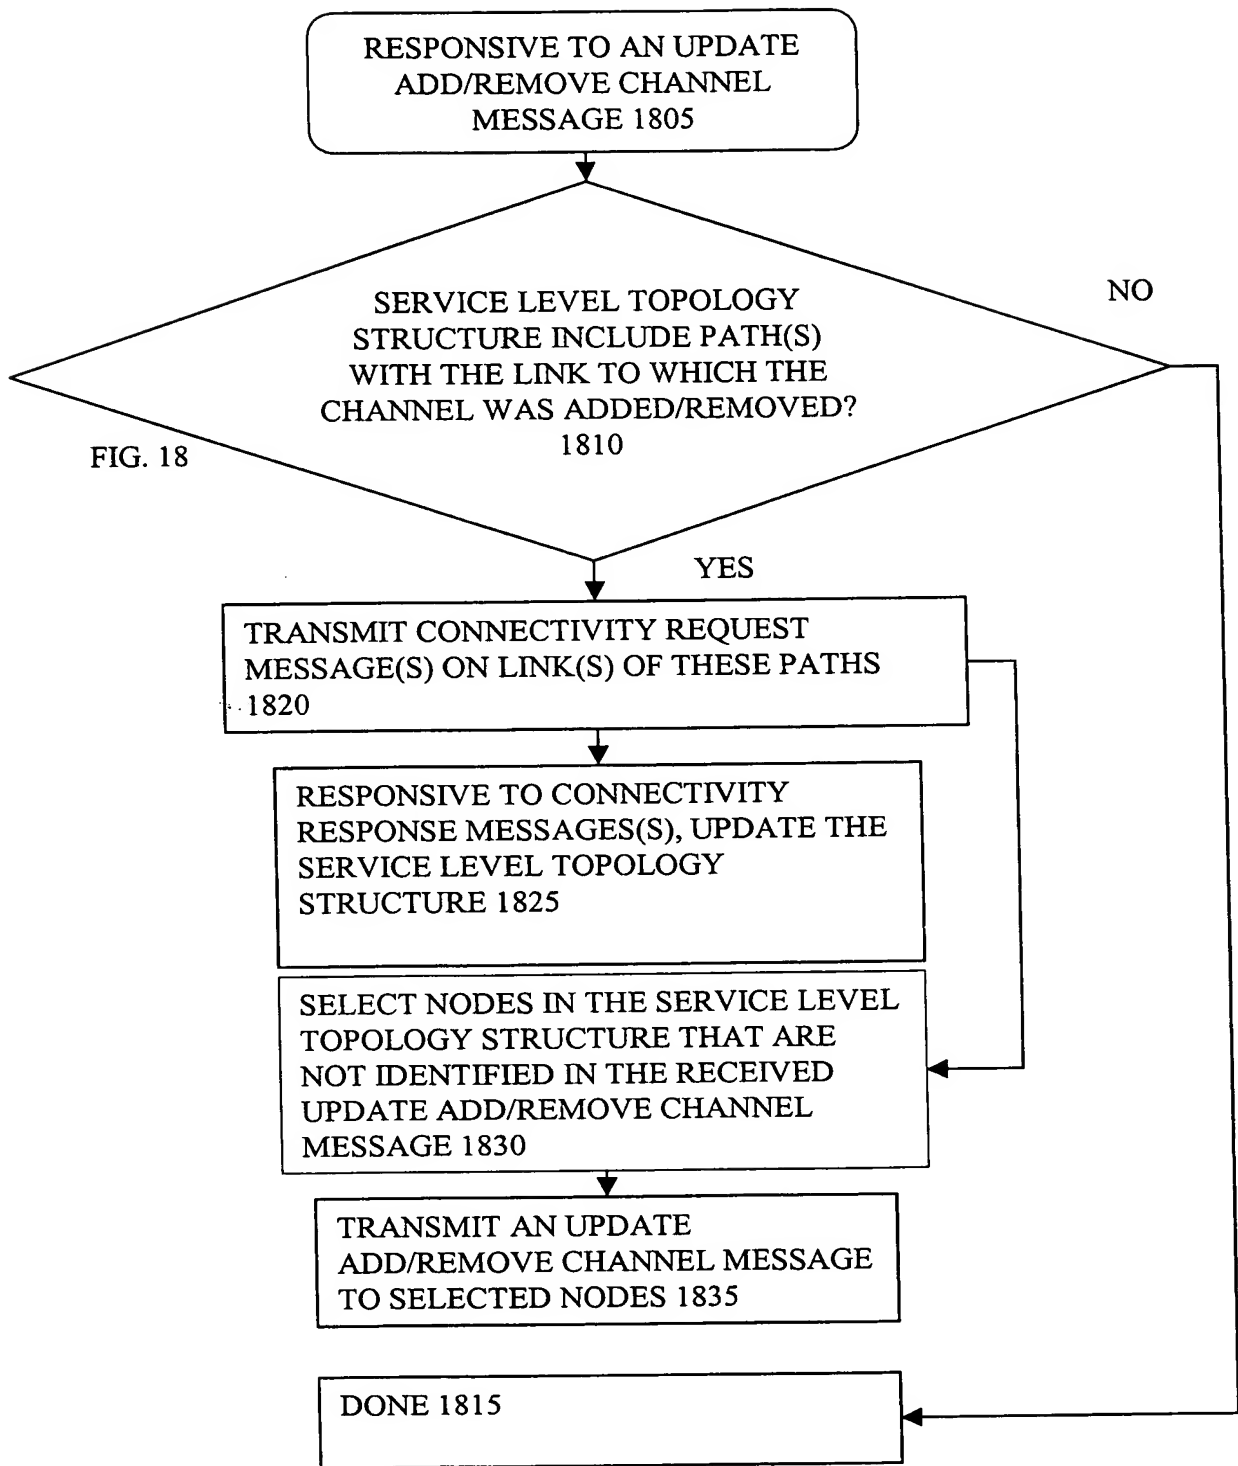 RESPONSIVE TO AN UPDATE
ADD/REMOVE CHANNEL
MESSAGE 1805
NO
SERVICE LEVEL TOPOLOGY
STRUCTURE INCLUDE PATH(S)
WITH THE LINK TO WHICH THE
CHANNEL WAS ADDED/REMOVED?
1810
FIG. 18
YES
TRANSMIT CONNECTIVITY REQUEST
MESSAGE(S) ON LINK(S) OF THESE PATHS
1820
RESPONSIVE TO CONNECTIVITY
RESPONSE MESSAGES(S), UPDATE THE
SERVICE LEVEL TOPOLOGY
STRUCTURE 1825
SELECT NODES IN THE SERVICE LEVEL
TOPOLOGY STRUCTURE THAT ARE
NOT IDENTIFIED IN THE RECEIVED
UPDATE ADD/REMOVE CHANNEL
MESSAGE 1830
TRANSMIT AN UPDATE
ADD/REMOVE CHANNEL MESSAGE
TO SELECTED NODES 1835
DONE 1815